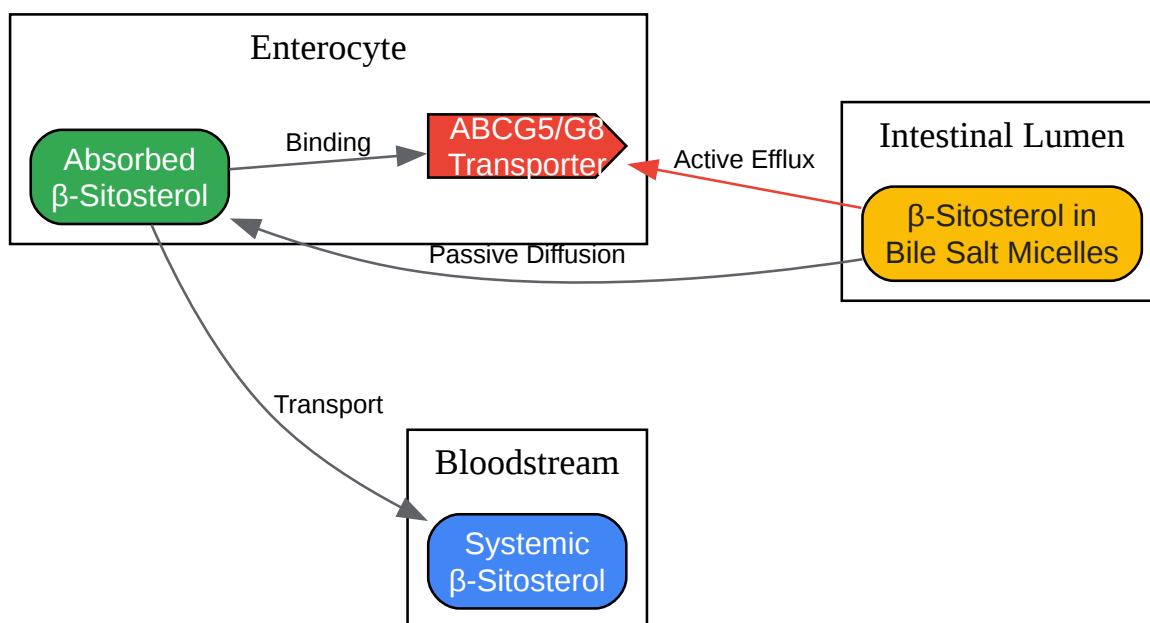 Enterocyte
Absorbed
β-Sitosterol
Binding
ABCG5/G8
Transporter
Active Efflux
Intestinal Lumen
β-Sitosterol in
Bile Salt Micelles
Passive Diffusion
Transport
Bloodstream
Systemic
β-Sitosterol